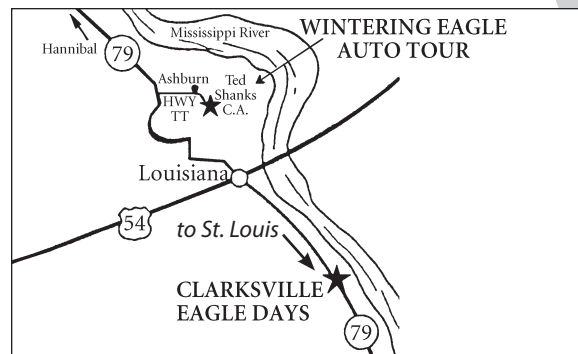 Mississippi River
WINTERING EAGLE
AUTO TOUR
Hannibal
79
Ashburn
HWY
TT
Ted
Shanks
C.A.
Louisiana
54
to St. Louis
CLARKSVILLE
EAGLE DAYS
79